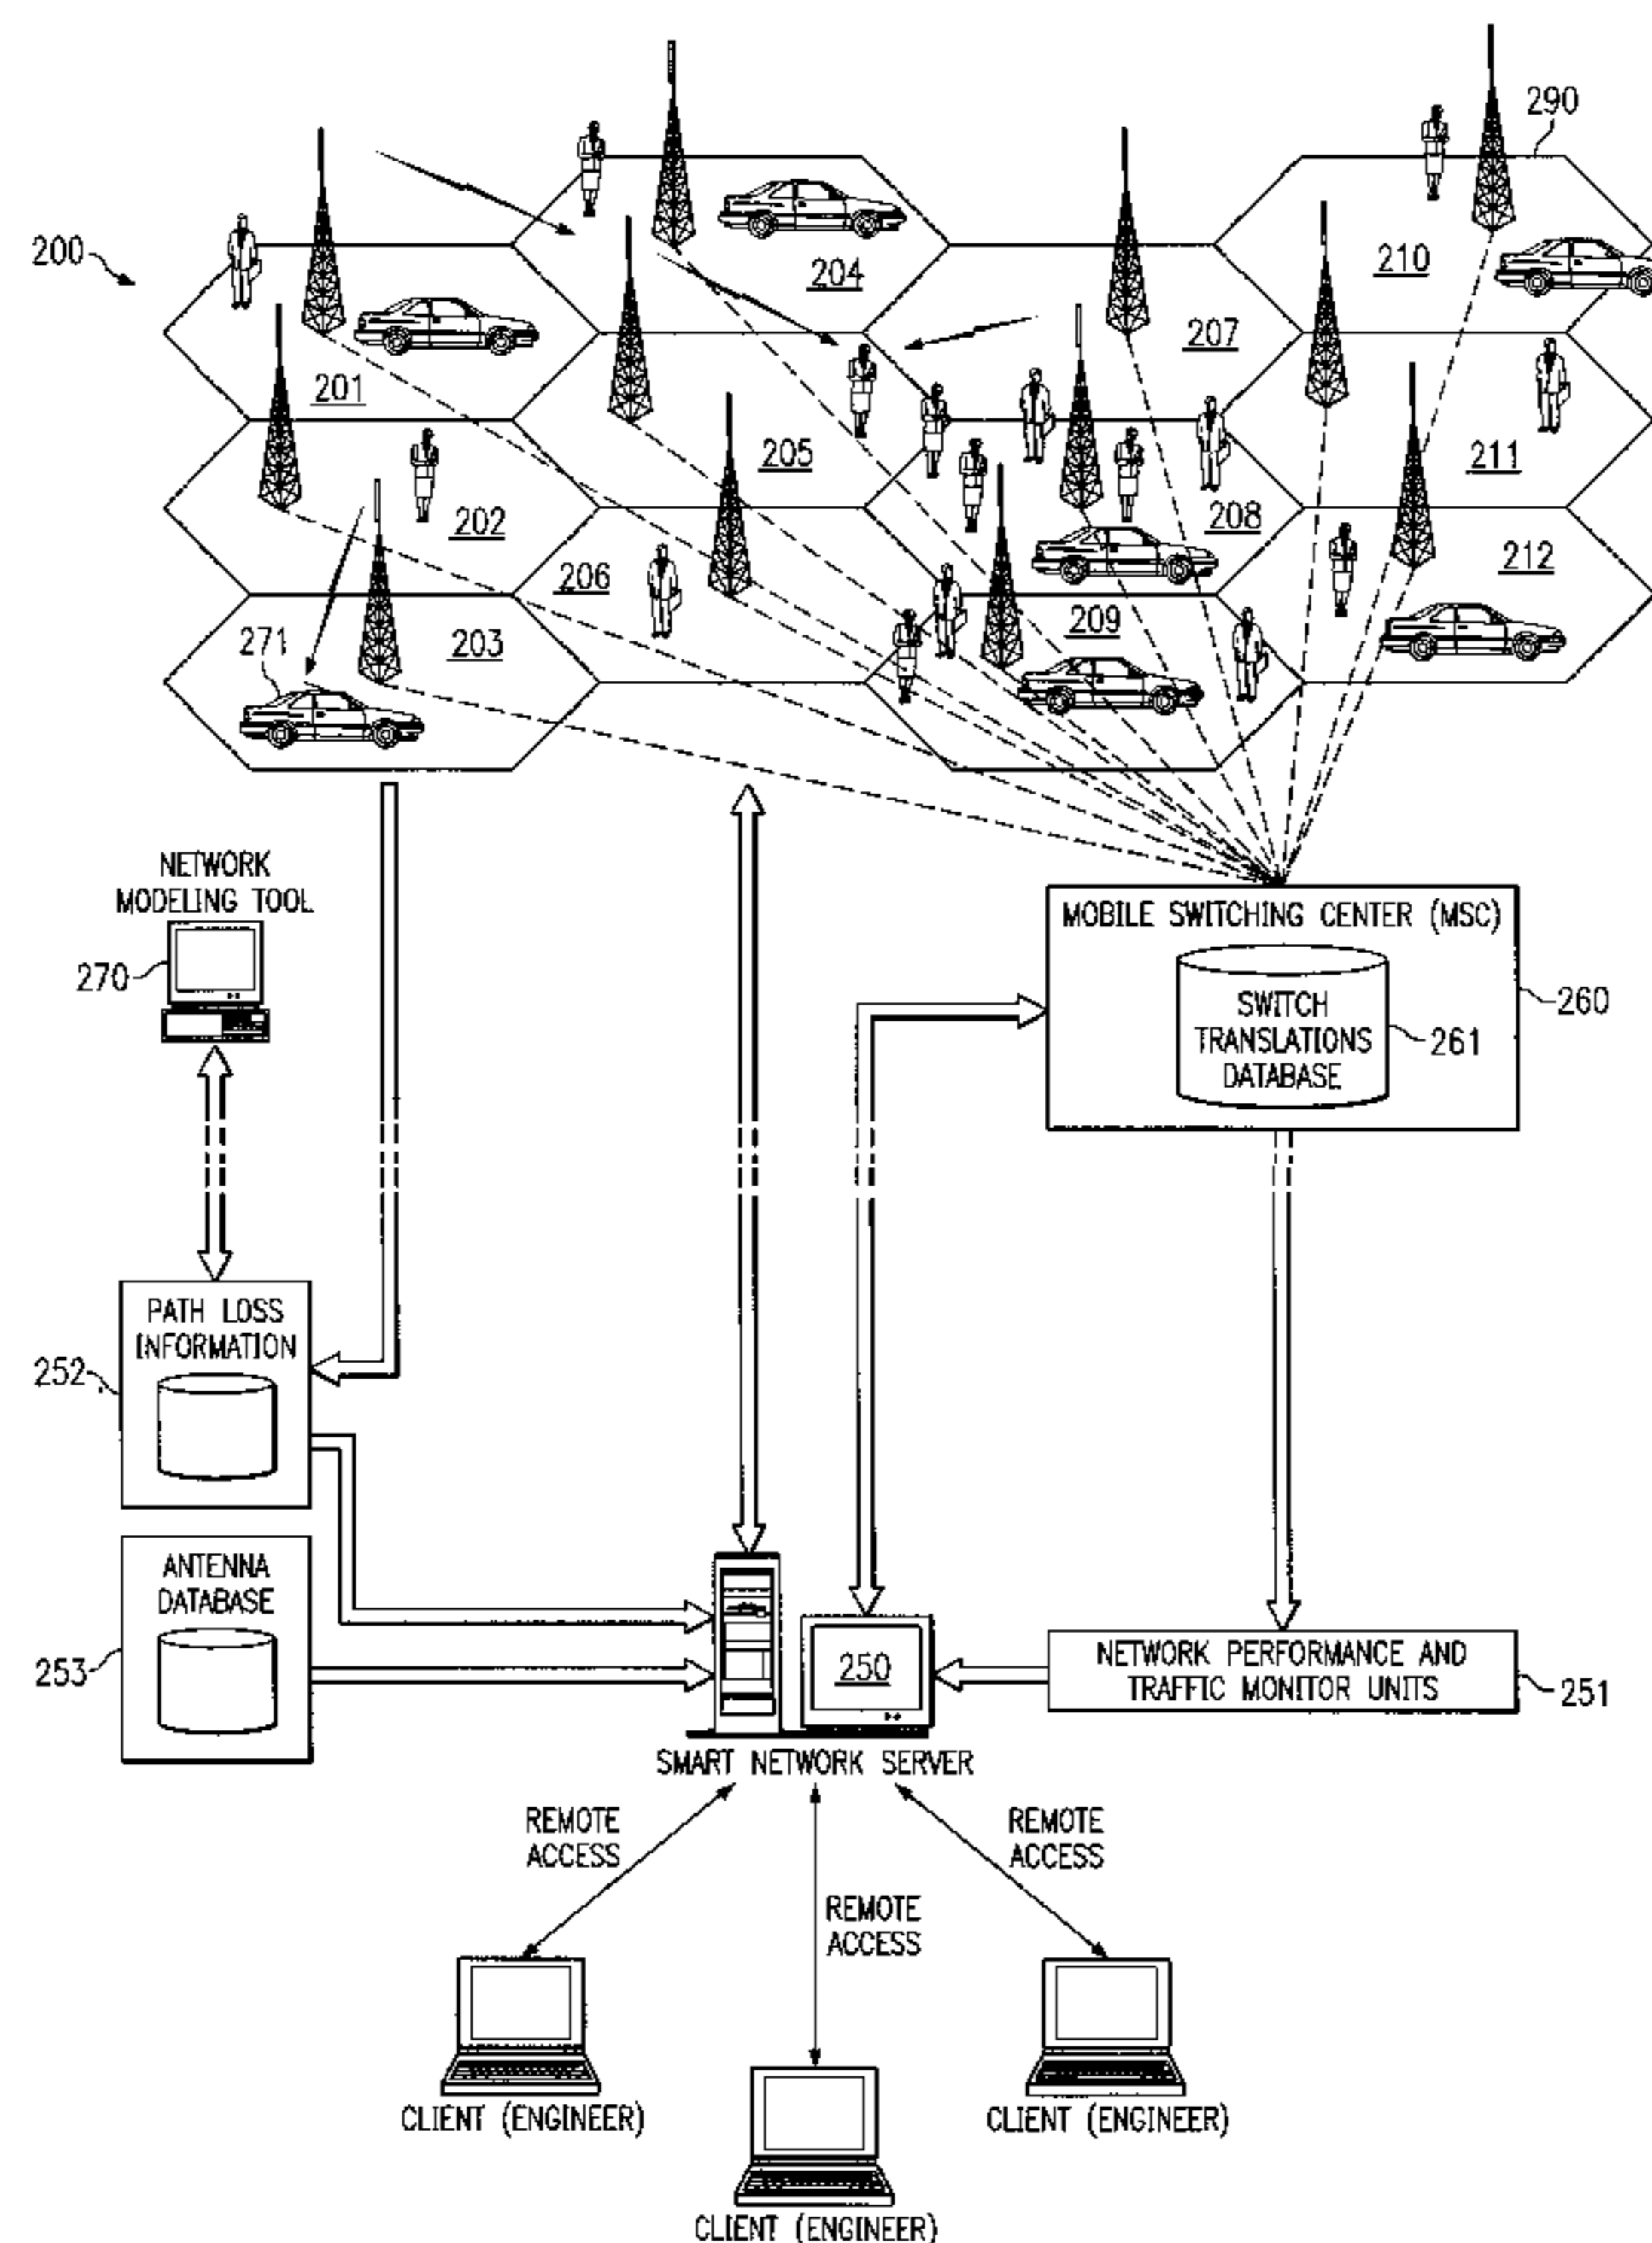 290
200
204
210
207
201
205
211
202
208
206
212
209
271
203
NETWORK
MODELING TOOL
270
MOBILE SWITCHING CENTER (MSC)
SWITCH
TRANSLATIONS
DATABASE
260
261
PATH LOSS
INFORMATION
252
ANTENNA
DATABASE
253
250
NETWORK PERFORMANCE AND
TRAFFIC MONITOR UNITS
251
SMART NETWORK SERVER
REMOTE
ACCESS
REMOTE
ACCESS
REMOTE
ACCESS
CLIENT (ENGINEER)
CLIENT (ENGINEER)
CLIENT (ENGINEER)